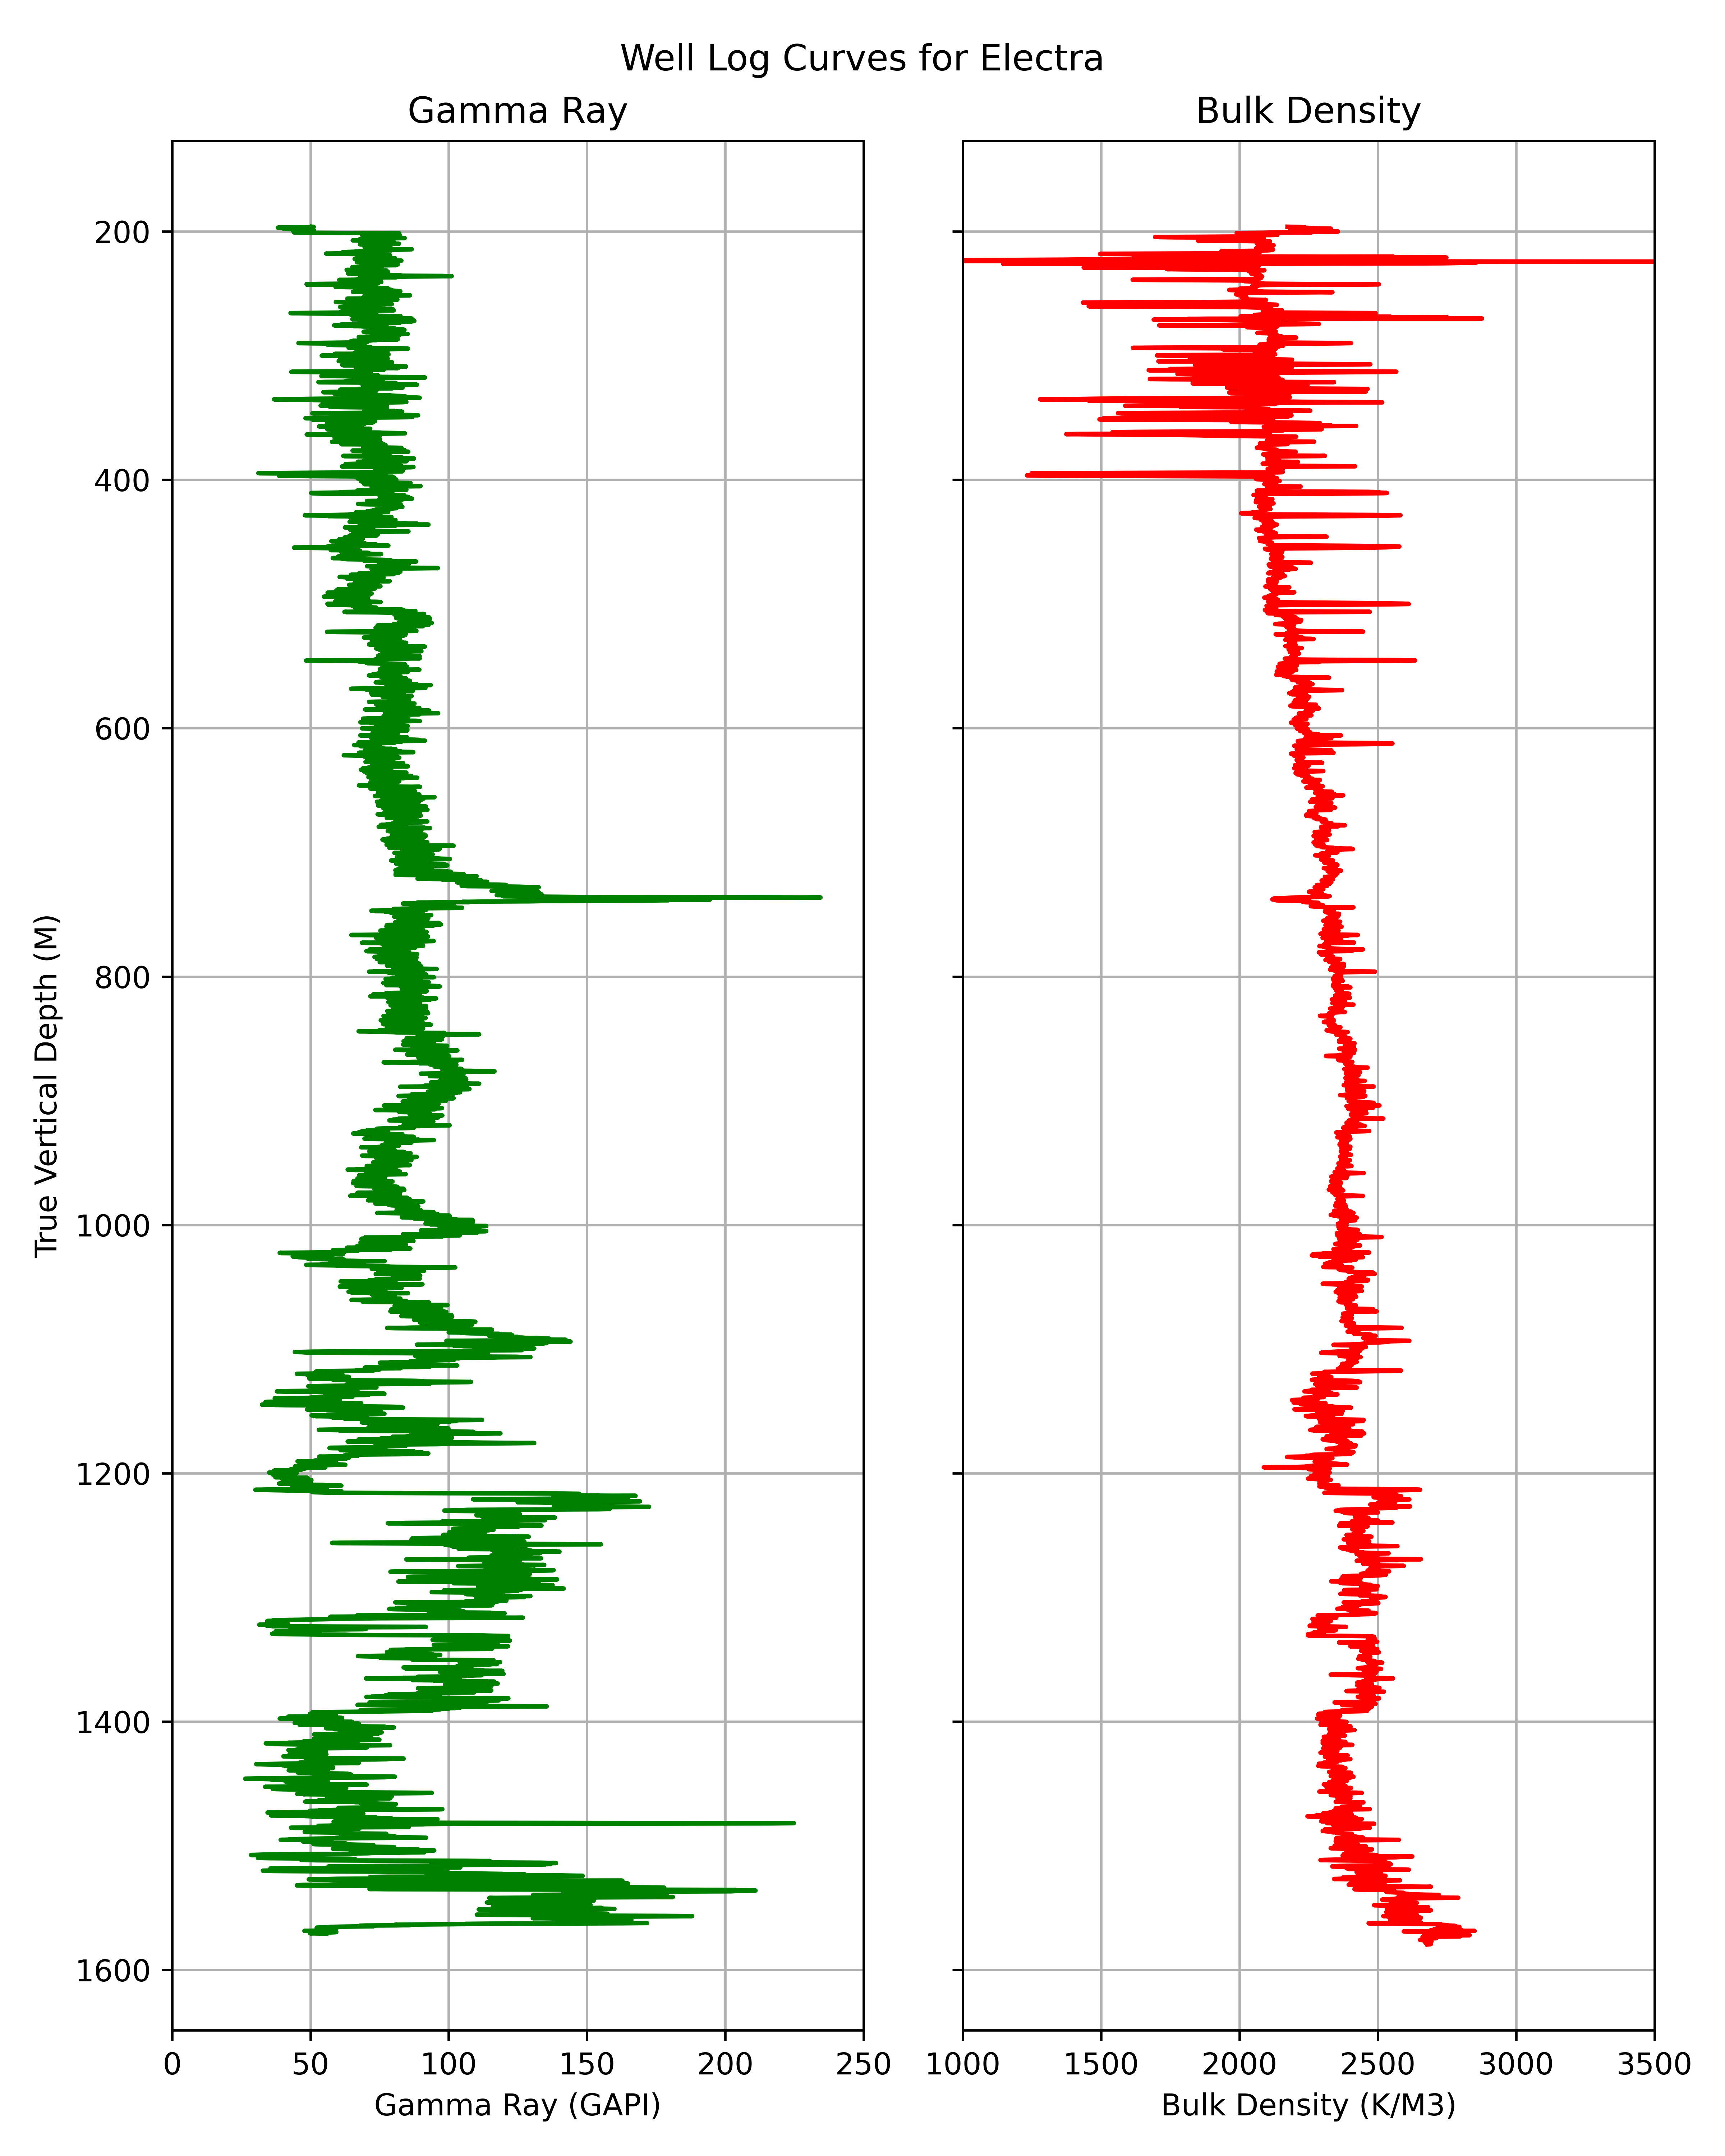 Well Log Curves for Electra
Gamma Ray
Bulk Density
True Vertical Depth (M)
200
400
600
800
1000
1200
1400
1600
0 50 100 150 200 250
1000 1500 2000 2500 3000 3500
Gamma Ray (GAPI)
Bulk Density (K/M3)